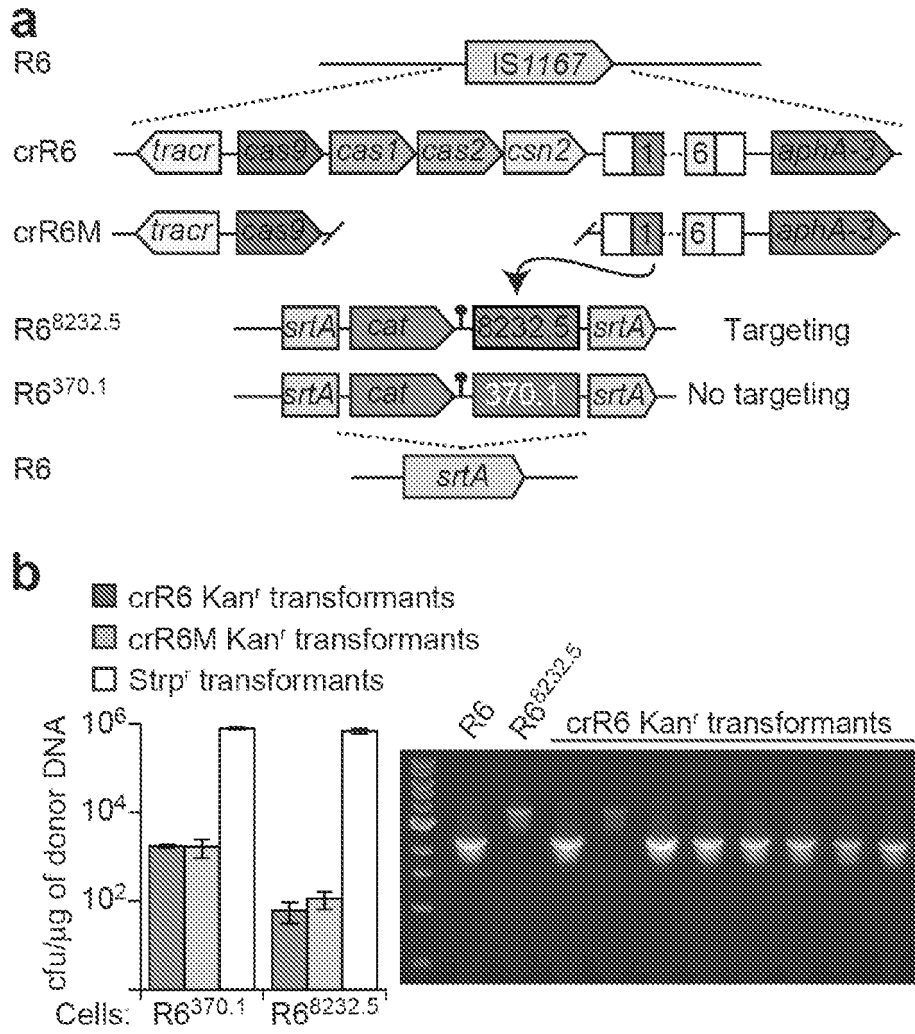 a
R6
IS1167
crR6
tracr cas9 cas1 cas2 csn2 1 6 aphA-3
crR6M
tracr cas9 1 6 aphA-3
R6^8232.5
srtA cat 8232.5 srtA Targeting
R6^370.1
srtA cat 370.1 srtA No targeting
R6
srtA
b
crR6 Kan^r transformants
crR6M Kan^r transformants
Strp^r transformants
cfu/µg of donor DNA
10^6
10^4
10^2
Cells: R6^370.1 R6^8232.5
R6 R6^8232.5 crR6 Kan^r transformants